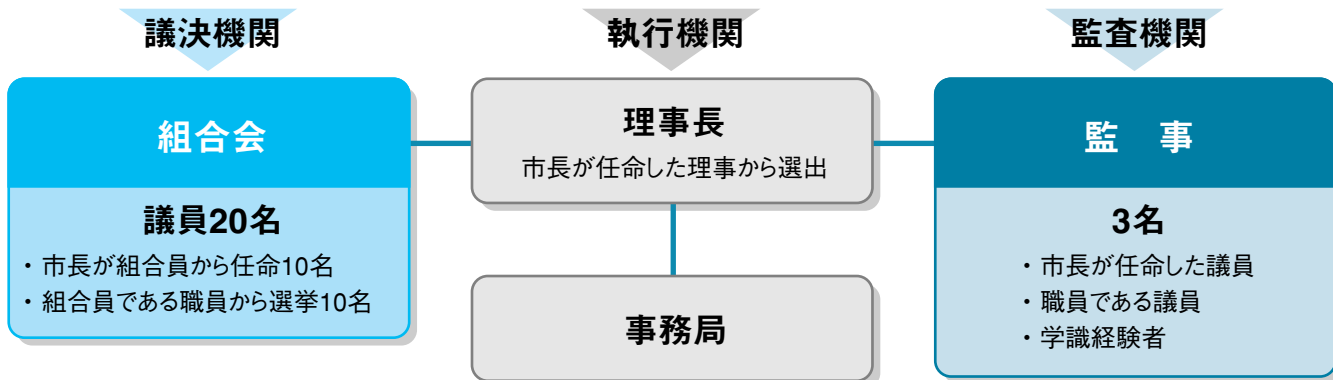 議決機関
執行機関
監査機関
組合会
議員20名
・市長が組合員から任命10名
・組合員である職員から選挙10名
理事長
市長が任命した理事から選出
事務局
監　事
3名
・市長が任命した議員
・職員である議員
・学識経験者